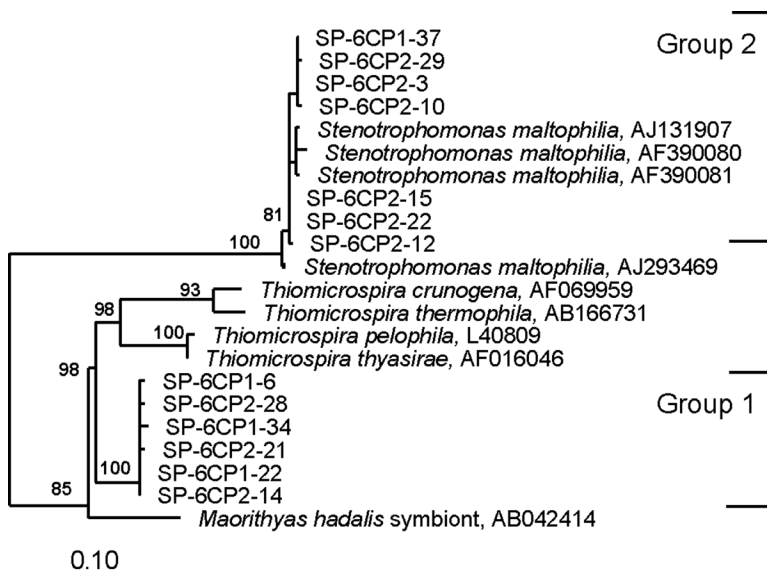 SP-6CP1-37
Group 2
SP-6CP2-29
SP-6CP2-3
SP-6CP2-10
Stenotrophomonas maltophilia, AJ131907
Stenotrophomonas maltophilia, AF390080
Stenotrophomonas maltophilia, AF390081
SP-6CP2-15
81
SP-6CP2-22
100
SP-6CP2-12
Stenotrophomonas maltophilia, AJ293469
93
Thiomicrospira crunogena, AF069959
98
Thiomicrospira thermophila, AB166731
100
Thiomicrospira pelophila, L40809
Thiomicrospira thyasirae, AF016046
98
SP-6CP1-6
SP-6CP2-28
Group 1
SP-6CP1-34
SP-6CP2-21
100
SP-6CP1-22
85
SP-6CP2-14
Maorithyas hadalis symbiont, AB042414
0.10